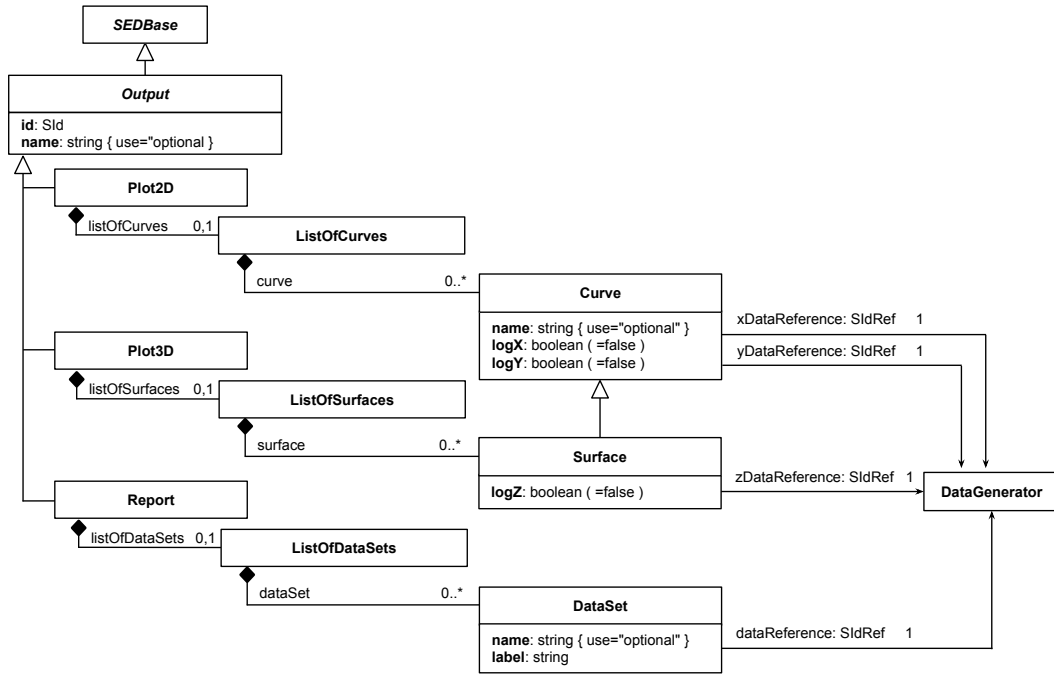 SEDBase
Output
id: SId
name: string { use="optional }
Plot2D
listOfCurves 0,1
ListOfCurves
curve 0..*
Curve
name: string { use="optional" }
logX: boolean ( =false )
logY: boolean ( =false )
xDataReference: SIdRef 1
yDataReference: SIdRef 1
Plot3D
listOfSurfaces 0,1
ListOfSurfaces
surface 0..*
Surface
logZ: boolean ( =false )
zDataReference: SIdRef 1
DataGenerator
Report
listOfDataSets 0,1
ListOfDataSets
dataSet 0..*
DataSet
name: string { use="optional" }
label: string
dataReference: SIdRef 1